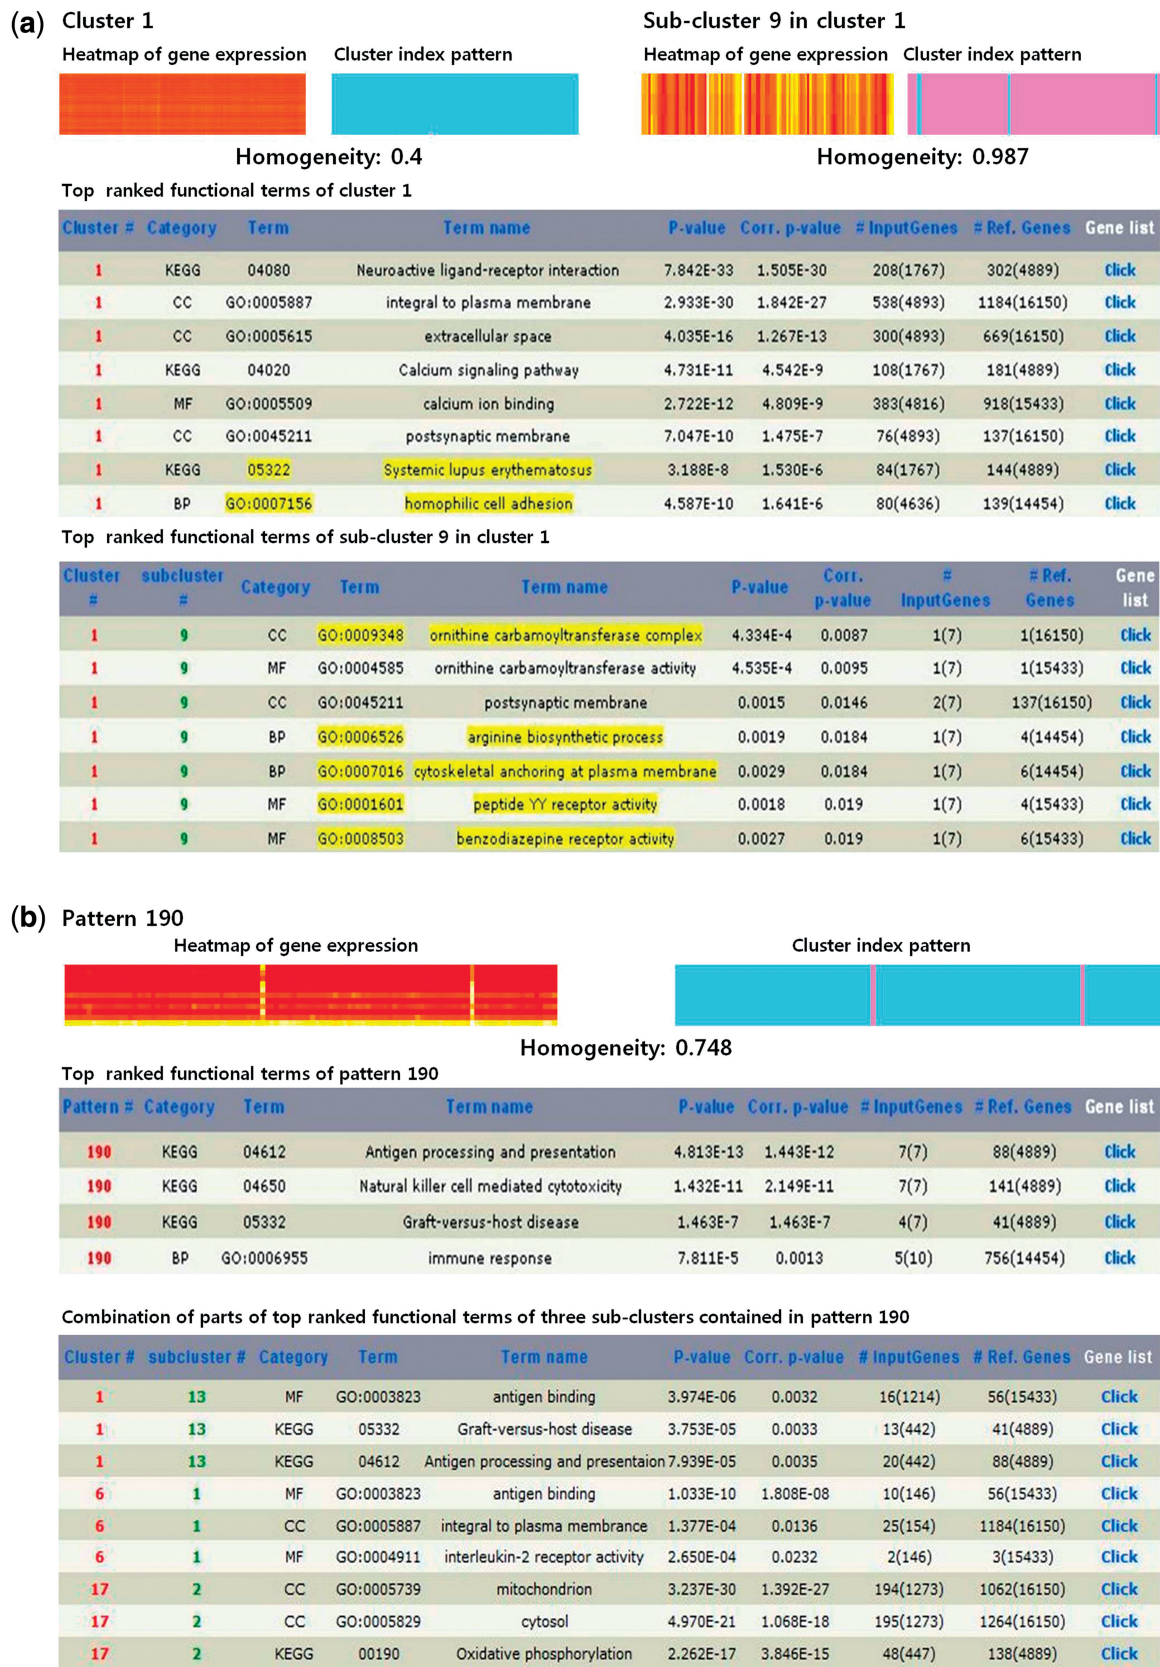 (a) Cluster 1 Sub-cluster 9 in cluster 1
Heatmap of gene expression Cluster index pattern Heatmap of gene expression Cluster index pattern
Homogeneity: 0.4 Homogeneity: 0.987
Top ranked functional terms of cluster 1
Cluster # Category Term Term name P-value Corr. p-value # InputGenes # Ref. Genes Gene list
1 KEGG 04080 Neuroactive ligand-receptor interaction 7.842E-33 1.505E-30 208(1767) 302(4889) Click
1 CC GO:0005887 integral to plasma membrane 2.933E-30 1.842E-27 538(4893) 1184(16150) Click
1 CC GO:0005615 extracellular space 4.035E-16 1.267E-13 300(4893) 669(16150) Click
1 KEGG 04020 Calcium signaling pathway 4.731E-11 4.542E-9 108(1767) 181(4889) Click
1 MF GO:0005509 calcium ion binding 2.722E-12 4.809E-9 383(4816) 918(15433) Click
1 CC GO:0045211 postsynaptic membrane 7.047E-10 1.475E-7 76(4893) 137(16150) Click
1 KEGG 05322 Systemic lupus erythematosus 3.188E-8 1.530E-6 84(1767) 144(4889) Click
1 BP GO:0007156 homophilic cell adhesion 4.587E-10 1.641E-6 80(4636) 139(14454) Click
Top ranked functional terms of sub-cluster 9 in cluster 1
Cluster # subcluster # Category Term Term name P-value Corr. p-value # InputGenes # Ref. Genes Gene list
1 9 CC GO:0009348 ornithine carbamoyltransferase complex 4.334E-4 0.0087 1(7) 1(16150) Click
1 9 MF GO:0004585 ornithine carbamoyltransferase activity 4.535E-4 0.0095 1(7) 1(15433) Click
1 9 CC GO:0045211 postsynaptic membrane 0.0015 0.0146 2(7) 137(16150) Click
1 9 BP GO:0006526 arginine biosynthetic process 0.0019 0.0184 1(7) 4(14454) Click
1 9 BP GO:0007016 cytoskeletal anchoring at plasma membrane 0.0029 0.0184 1(7) 6(14454) Click
1 9 MF GO:0001601 peptide YY receptor activity 0.0018 0.019 1(7) 4(15433) Click
1 9 MF GO:0008503 benzodiazepine receptor activity 0.0027 0.019 1(7) 6(15433) Click
(b) Pattern 190
Heatmap of gene expression Cluster index pattern
Homogeneity: 0.748
Top ranked functional terms of pattern 190
Pattern # Category Term Term name P-value Corr. p-value # InputGenes # Ref. Genes Gene list
190 KEGG 04612 Antigen processing and presentation 4.813E-13 1.443E-12 7(7) 88(4889) Click
190 KEGG 04650 Natural killer cell mediated cytotoxicity 1.432E-11 2.149E-11 7(7) 141(4889) Click
190 KEGG 05332 Graft-versus-host disease 1.463E-7 1.463E-7 4(7) 41(4889) Click
190 BP GO:0006955 immune response 7.811E-5 0.0013 5(10) 756(14454) Click
Combination of parts of top ranked functional terms of three sub-clusters contained in pattern 190
Cluster # subcluster # Category Term Term name P-value Corr. p-value # InputGenes # Ref. Genes Gene list
1 13 MF GO:0003823 antigen binding 3.974E-06 0.0032 16(1214) 56(15433) Click
1 13 KEGG 05332 Graft-versus-host disease 3.753E-05 0.0033 13(442) 41(4889) Click
1 13 KEGG 04612 Antigen processing and presentaion 7.939E-05 0.0035 20(442) 88(4889) Click
6 1 MF GO:0003823 antigen binding 1.033E-10 1.808E-08 10(146) 56(15433) Click
6 1 CC GO:0005887 integral to plasma membrance 1.377E-04 0.0136 25(154) 1184(16150) Click
6 1 MF GO:0004911 interleukin-2 receptor activity 2.650E-04 0.0232 2(146) 3(15433) Click
17 2 CC GO:0005739 mitochondrion 3.237E-30 1.392E-27 194(1273) 1062(16150) Click
17 2 CC GO:0005829 cytosol 4.970E-21 1.068E-18 195(1273) 1264(16150) Click
17 2 KEGG 00190 Oxidative phosphorylation 2.262E-17 3.846E-15 48(447) 138(4889) Click